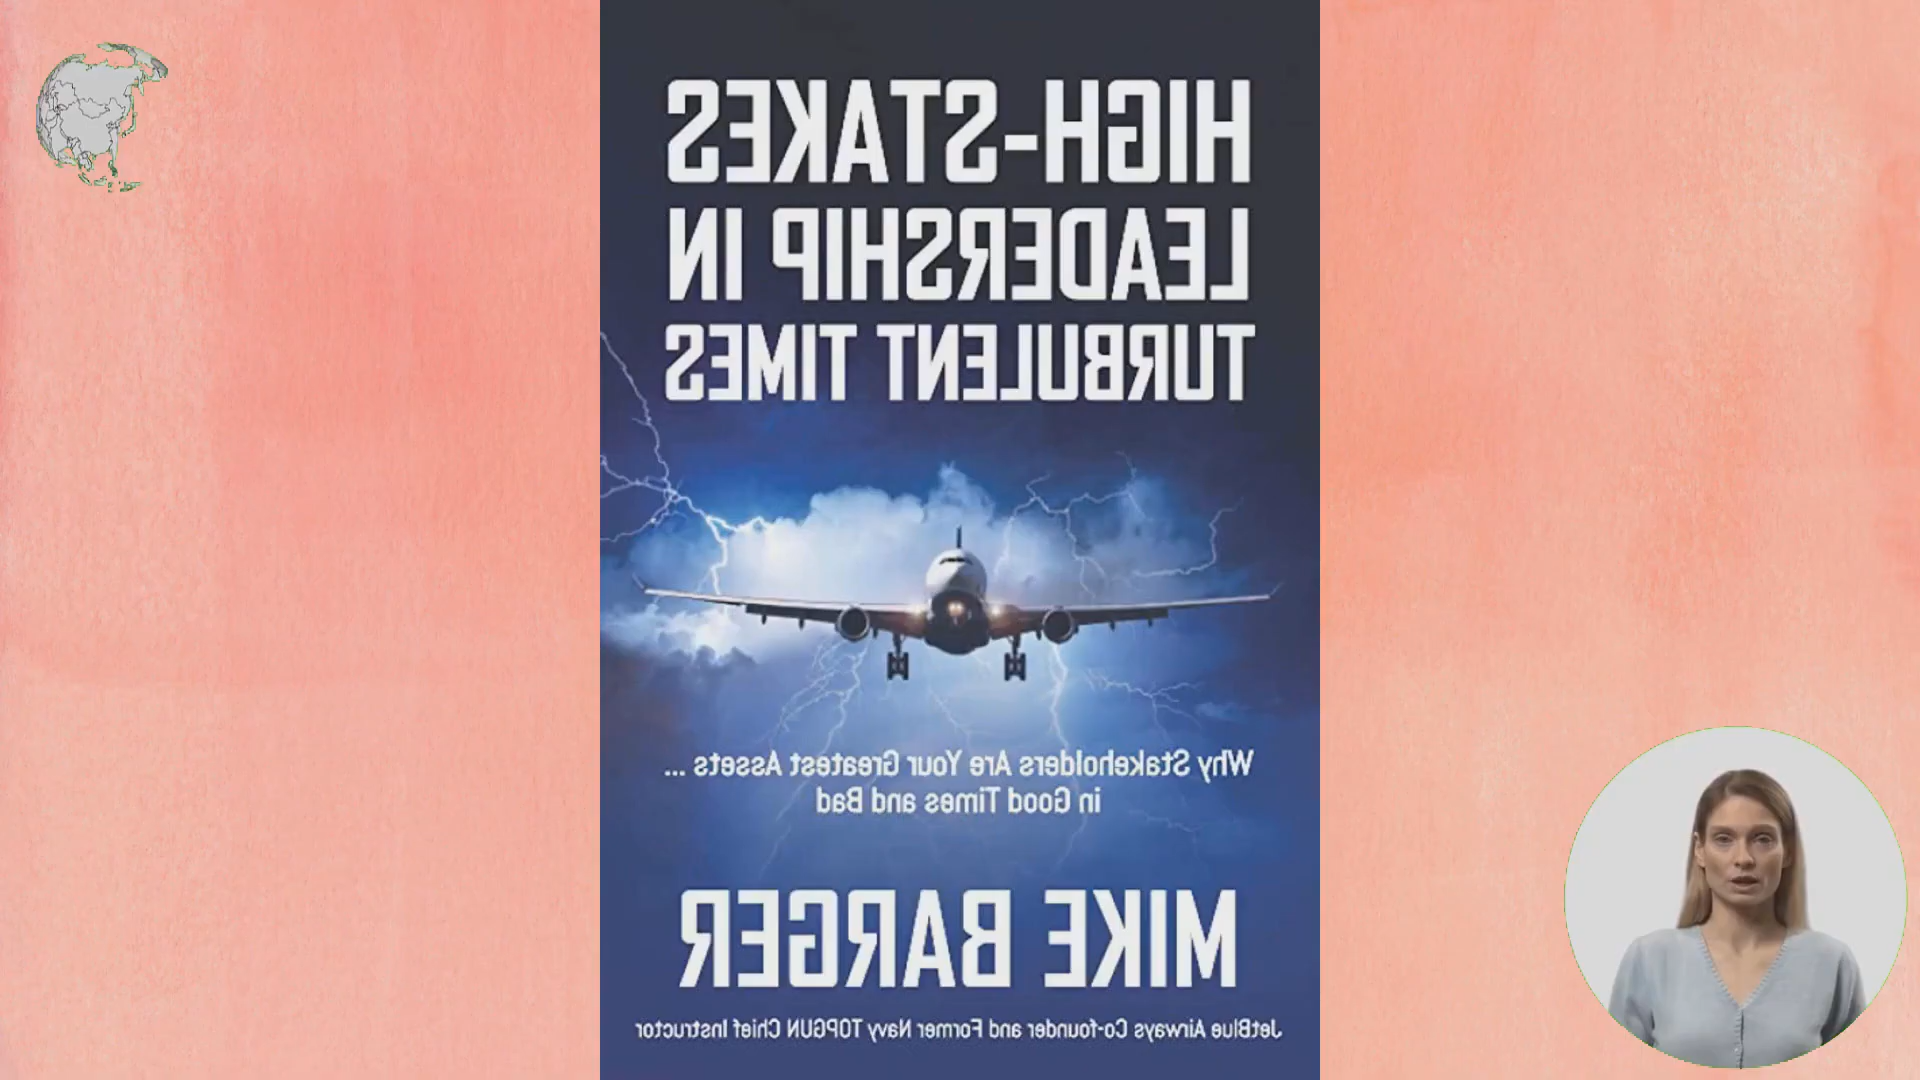 HIGH-STAKES
LEADERSHIP IN
TURBULENT TIMES
Why Stakeholders Are Your Greatest Assets ...
in Good Times and Bad
MIKE BARGER
JetBlue Airways Co-founder and Former Navy TOPGUN Chief Instructor